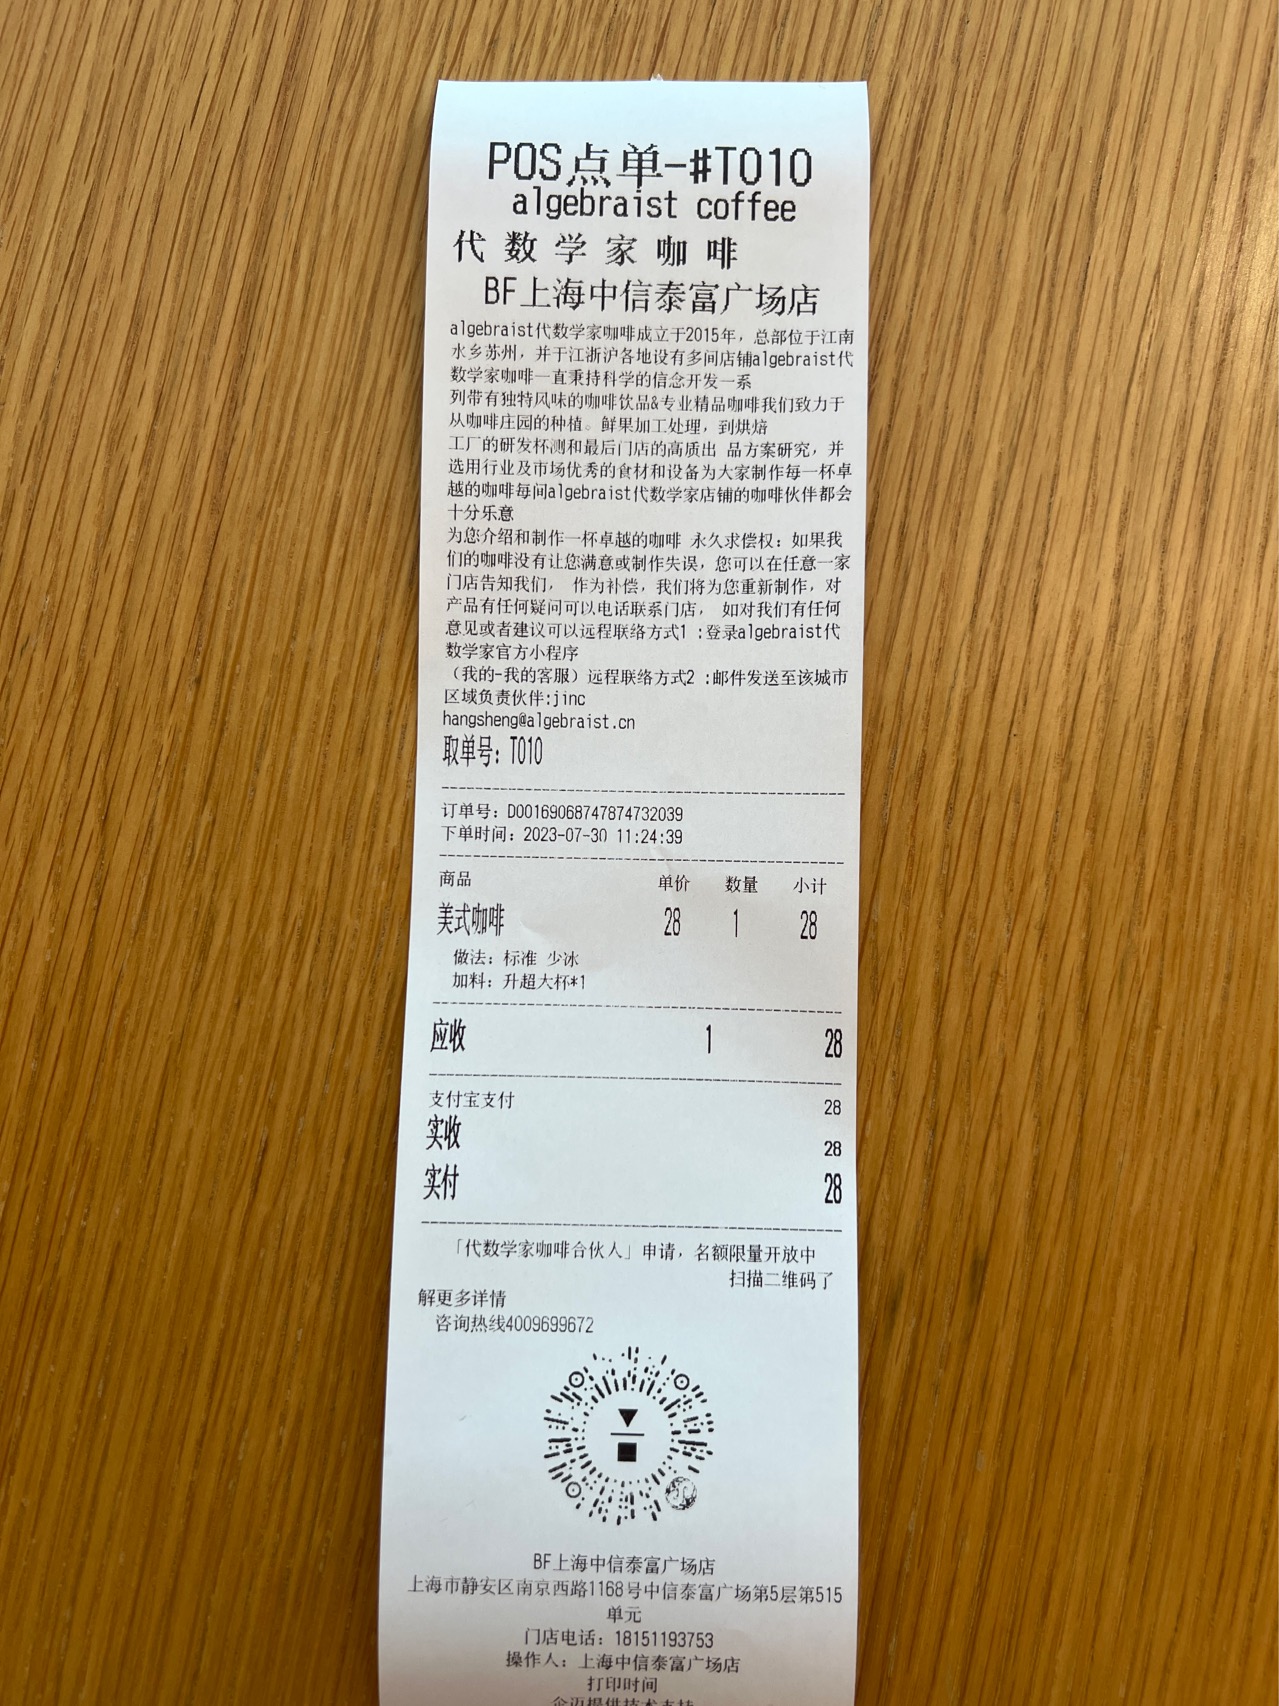 POS点单-#T010
algebraist coffee
代数学家咖啡
BF上海中信泰富广场店
algebraist代数学家咖啡成立于2015年，总部位于江南
水乡苏州，并于江浙沪各地设有多间店铺algebraist代
数学家咖啡一直秉持科学的信念开发一系
列带有独特风味的咖啡饮品&专业精品咖啡我们致力于
从咖啡庄园的种植。鲜果加工处理，到烘焙
工厂的研发杯测和最后门店的高质出 品方案研究，并
选用行业及市场优秀的食材和设备为大家制作每一杯卓
越的咖啡每间algebraist代数学家店铺的咖啡伙伴都会
十分乐意
为您介绍和制作一杯卓越的咖啡 永久求偿权：如果我
们的咖啡没有让您满意或制作失误，您可以在任意一家
门店告知我们， 作为补偿，我们将为您重新制作，对
产品有任何疑问可以电话联系门店， 如对我们有任何
意见或者建议可以远程联络方式1 :登录algebraist代
数学家官方小程序
（我的-我的客服）远程联络方式2 :邮件发送至该城市
区域负责伙伴:jinc
hangsheng@algebraist.cn
取单号：T010
订单号：D00169068747874732039
下单时间：2023-07-30 11:24:39
商品 单价 数量 小计
美式咖啡 28 1 28
做法：标准 少冰
加料：升超大杯*1
应收 1 28
支付宝支付 28
实收 28
实付 28
「代数学家咖啡合伙人」申请，名额限量开放中
扫描二维码了
解更多详情
咨询热线4009699672
BF上海中信泰富广场店
上海市静安区南京西路1168号中信泰富广场第5层第515
单元
门店电话：18151193753
操作人：上海中信泰富广场店
打印时间
企迈提供技术支持